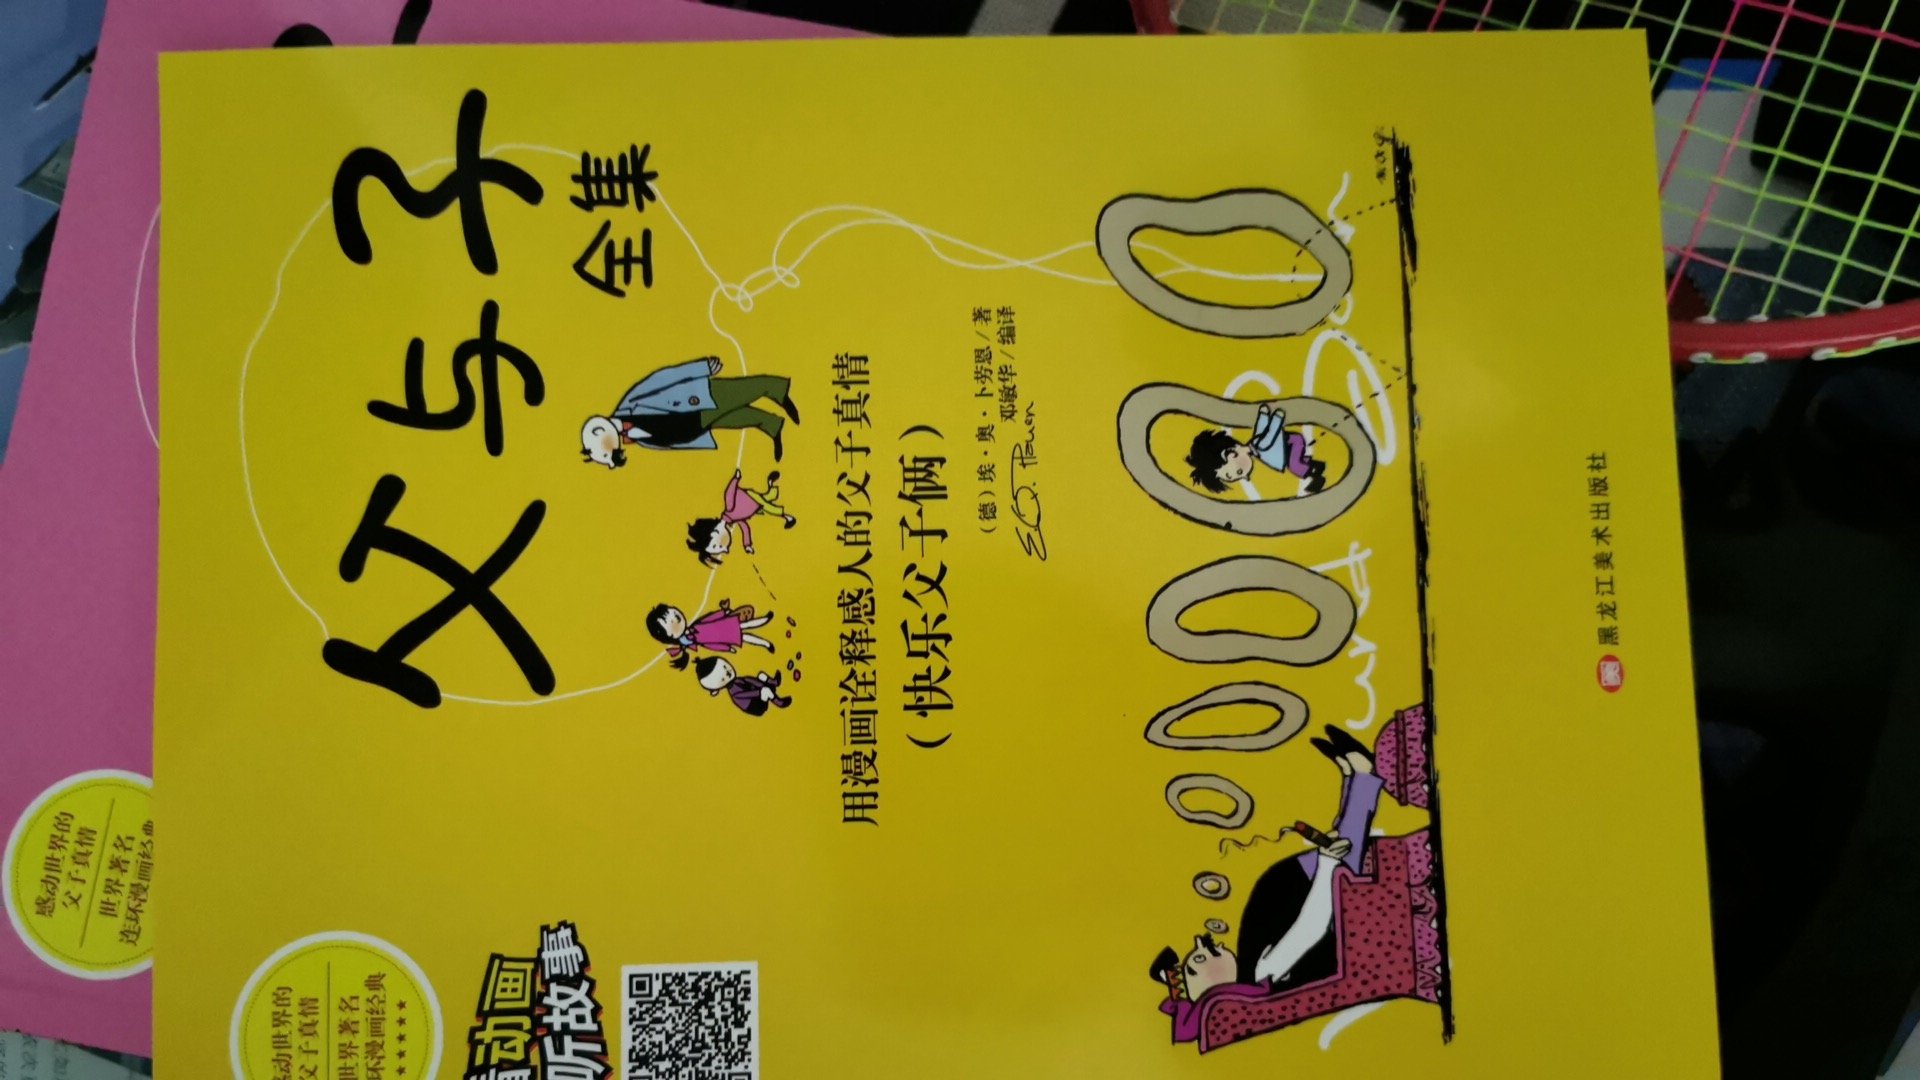 父与子
全集
用漫画诠释感人的父子真情
（快乐父子俩）
（德）埃·奥·卜劳恩/著
邓敏华/编译
E.O. Plauen
黑龙江美术出版社
动世界的
父子真情
世界著名
环漫画经典
★★★★★★
动画
听故事
感动世界的
父子真情
世界著名
连环漫画经典